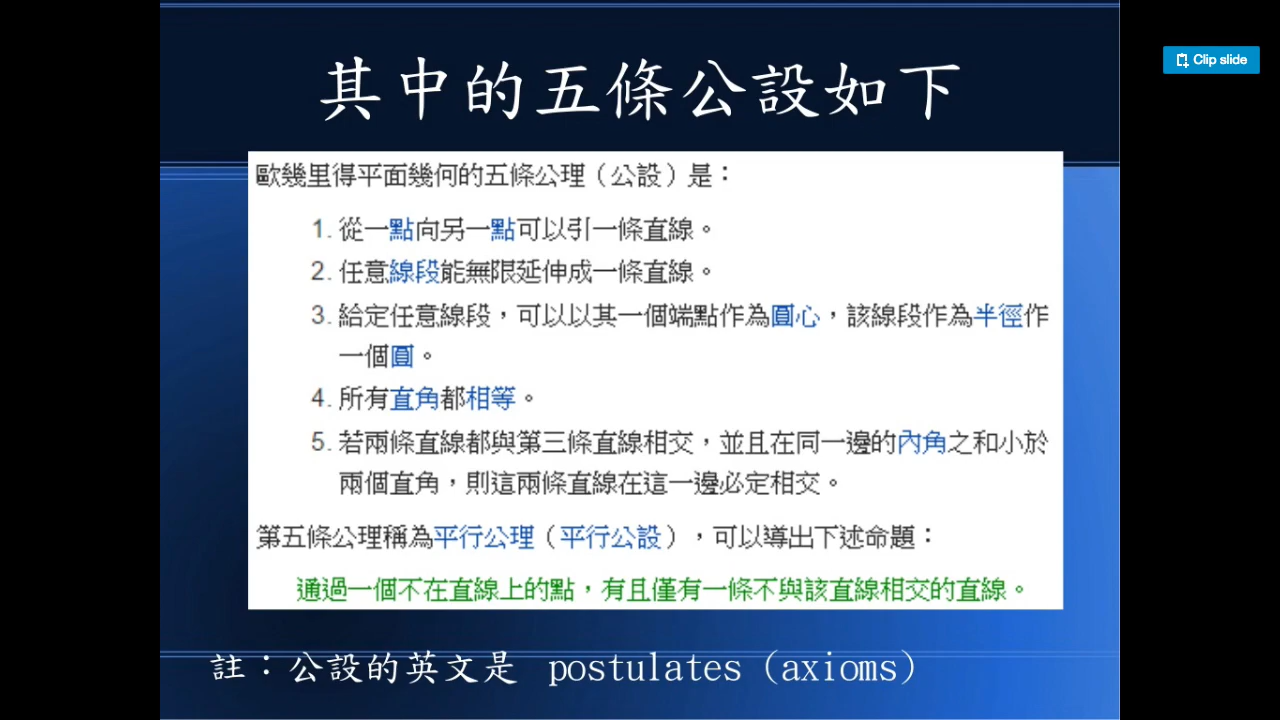 Clip slide
其中的五條公設如下
歐幾里得平面幾何的五條公理（公設）是：
1. 從一點向另一點可以引一條直線。
2. 任意線段能無限延伸成一條直線。
3. 給定任意線段，可以以其一個端點作為圓心，該線段作為半徑作
一個圓。
4. 所有直角都相等。
5. 若兩條直線都與第三條直線相交，並且在同一邊的內角之和小於
兩個直角，則這兩條直線在這一邊必定相交。
第五條公理稱為平行公理（平行公設），可以導出下述命題：
通過一個不在直線上的點，有且僅有一條不與該直線相交的直線。
註：公設的英文是 postulates (axioms)